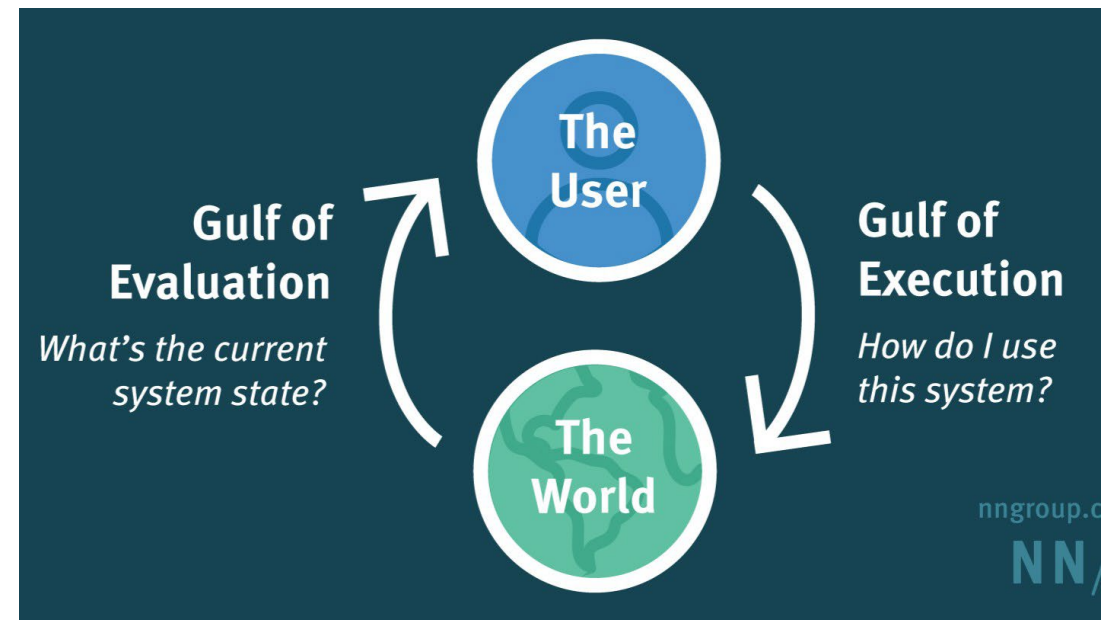 The
User
Gulf of
Evaluation
What's the current
system state?
Gulf of
Execution
How do I use
this system?
The
World
nngroup.c
NN/